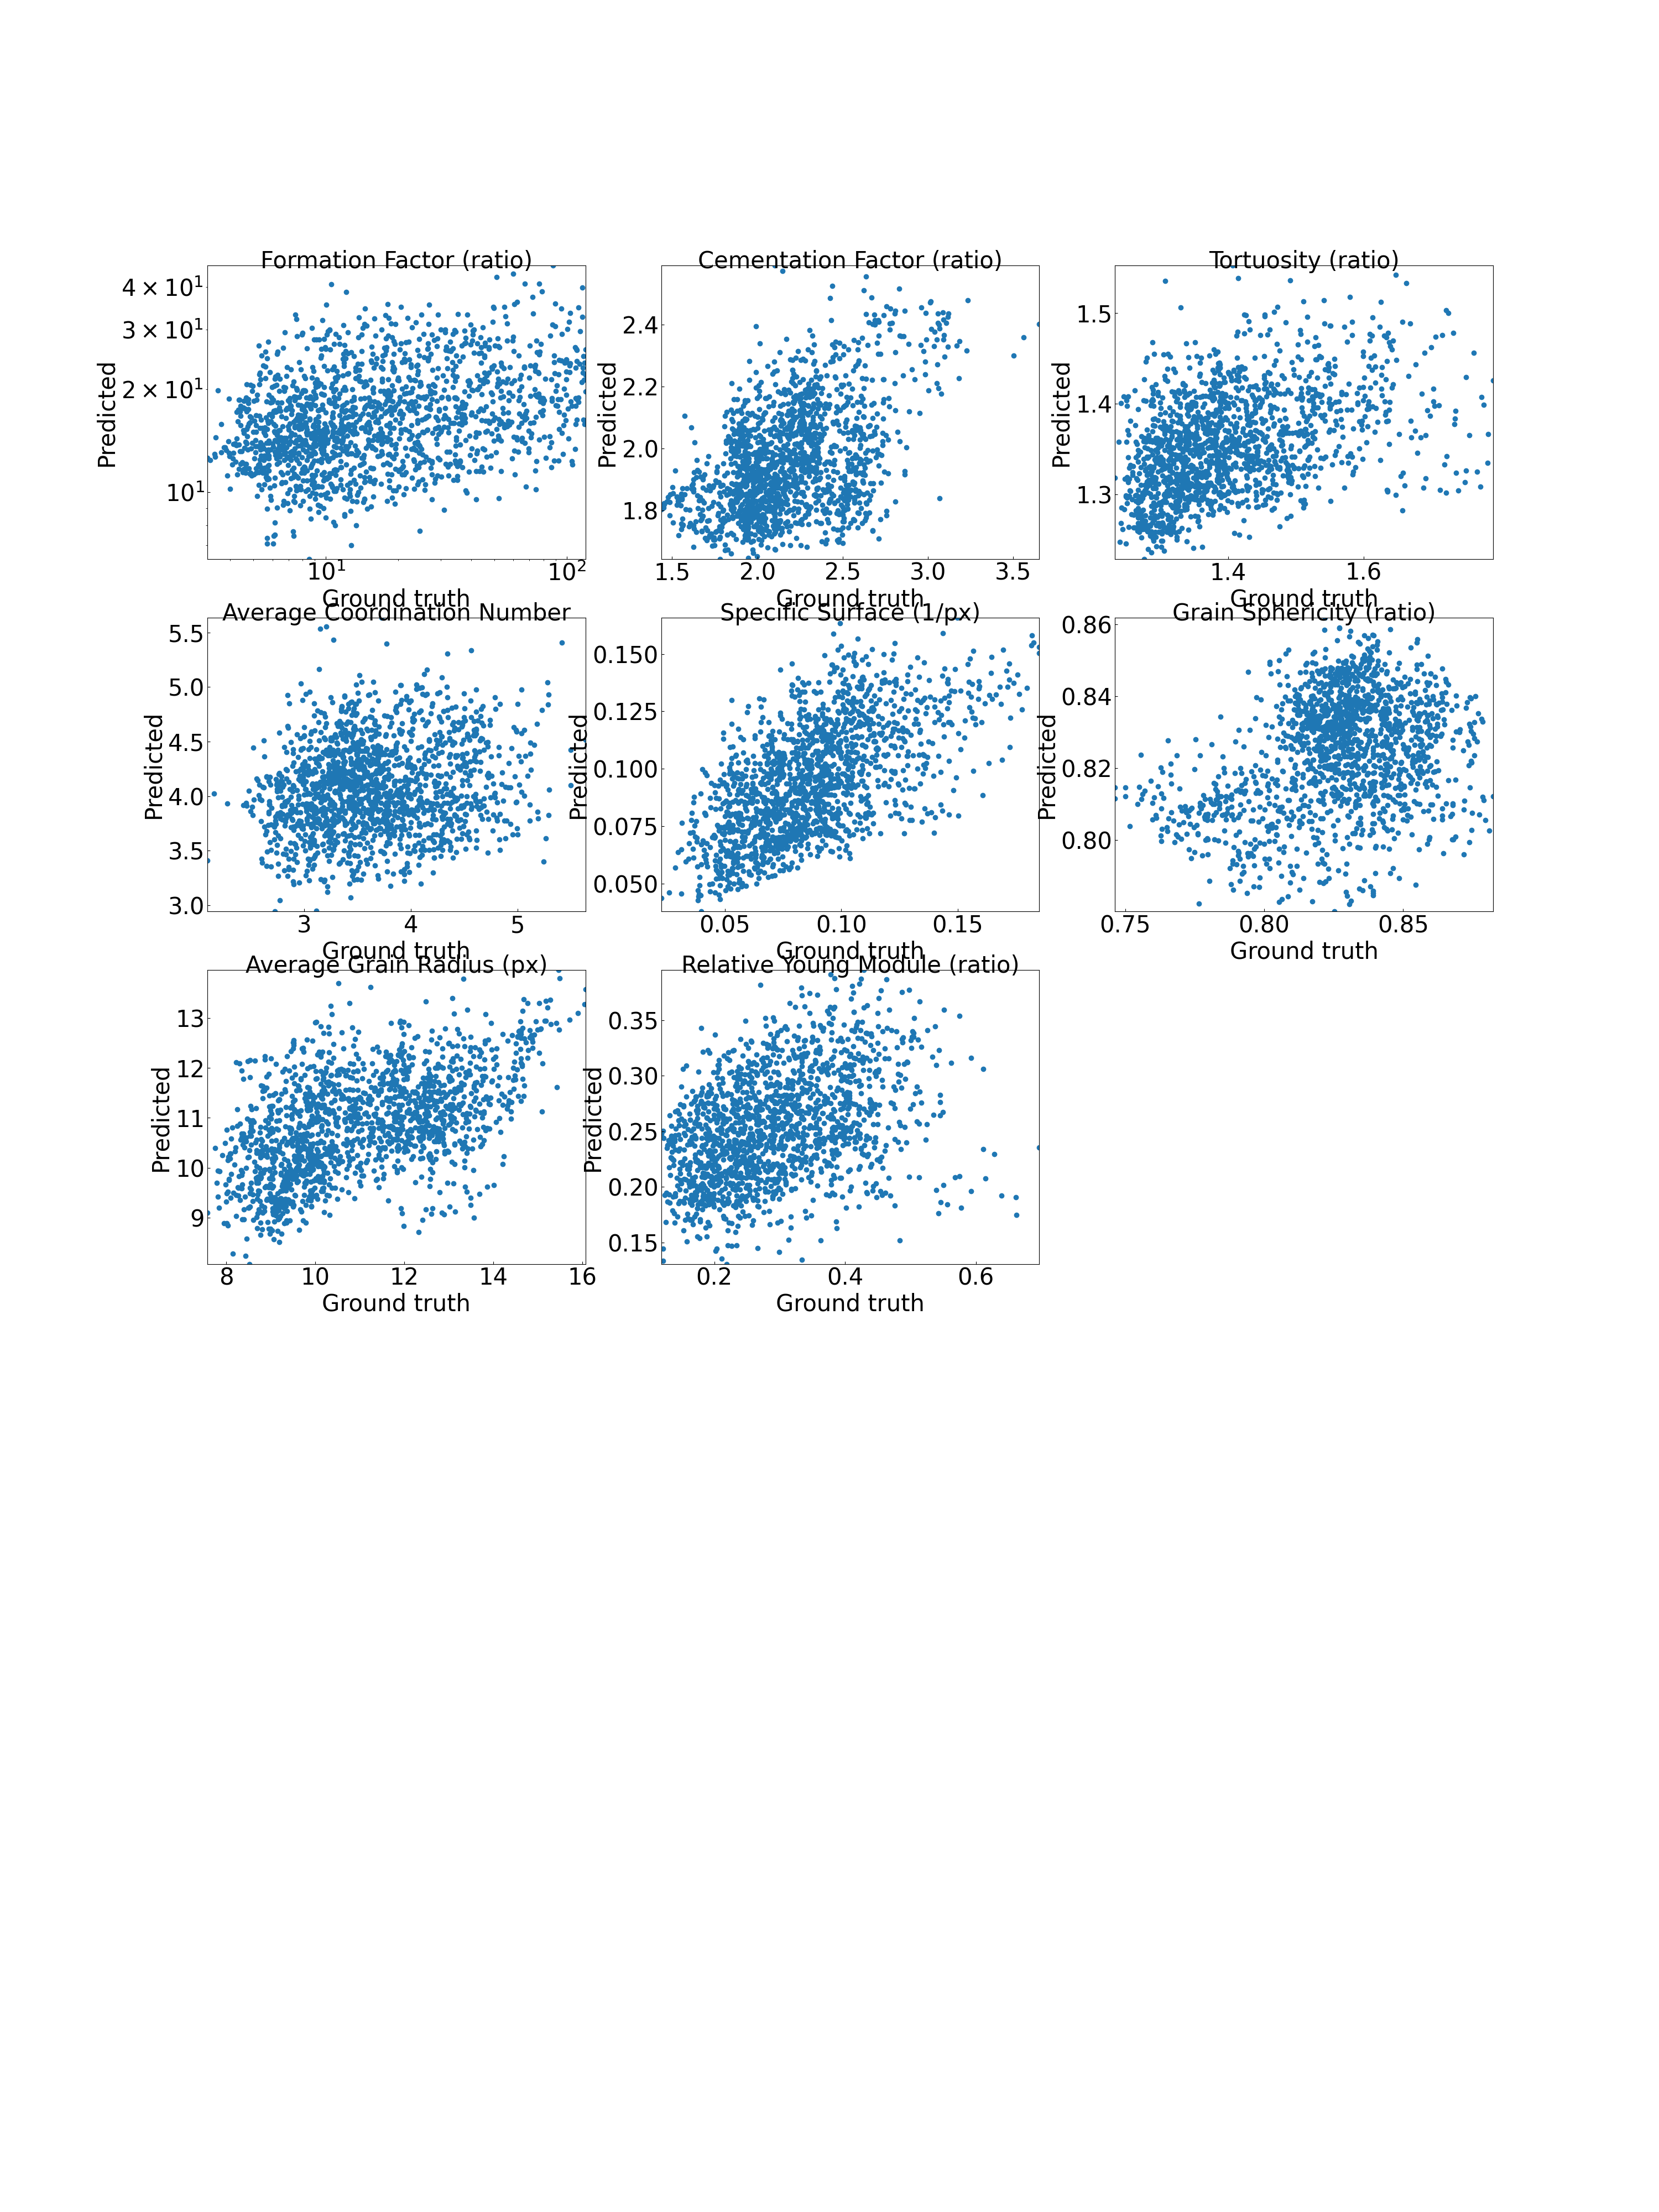 Formation Factor (ratio)
Predicted
4 × 10¹
3 × 10¹
2 × 10¹
10¹
10¹
10²
Ground truth
Cementation Factor (ratio)
Predicted
2.4
2.2
2.0
1.8
1.5
2.0
2.5
3.0
3.5
Ground truth
Tortuosity (ratio)
Predicted
1.5
1.4
1.3
1.4
1.6
Ground truth
Average Coordination Number
Predicted
5.5
5.0
4.5
4.0
3.5
3.0
3
4
5
Ground truth
Specific Surface (1/px)
Predicted
0.150
0.125
0.100
0.075
0.050
0.05
0.10
0.15
Ground truth
Grain Sphericity (ratio)
Predicted
0.86
0.84
0.82
0.80
0.75
0.80
0.85
Ground truth
Average Grain Radius (px)
Predicted
13
12
11
10
9
8
10
12
14
16
Ground truth
Relative Young Module (ratio)
Predicted
0.35
0.30
0.25
0.20
0.15
0.2
0.4
0.6
Ground truth